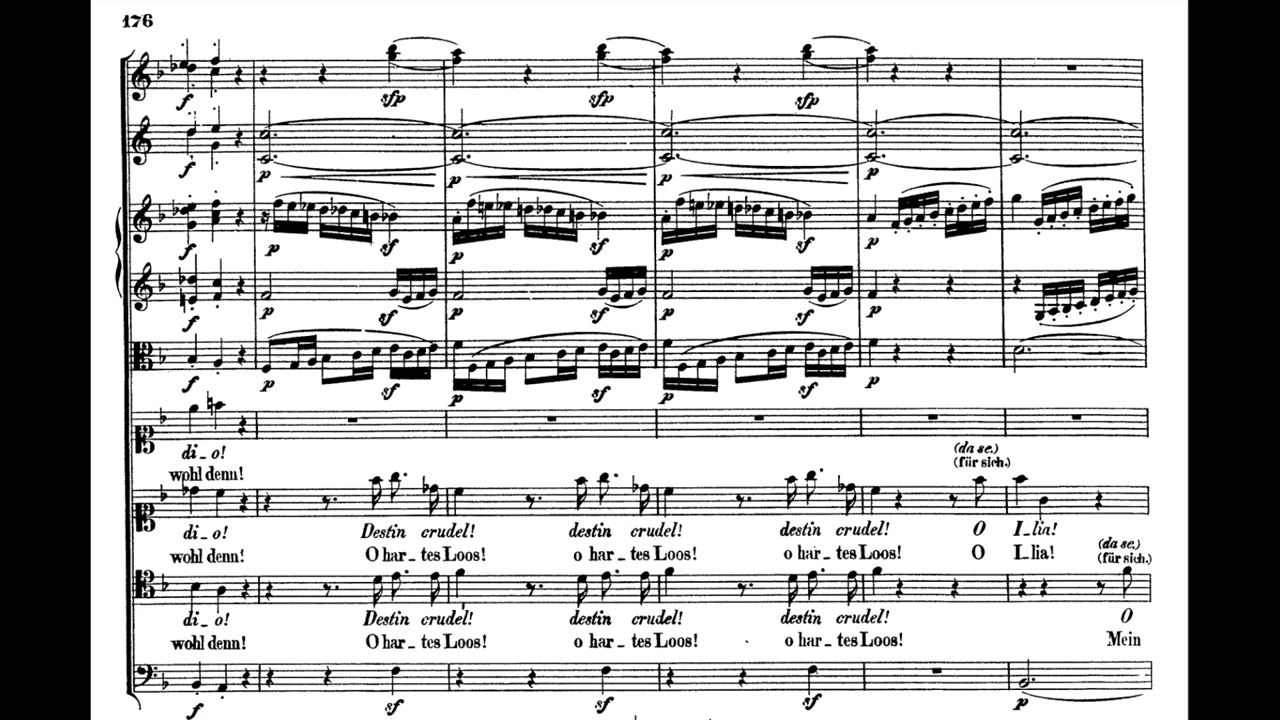 176
f
sfp sfp sfp
f p p p p
f p sf p sf p sf p
f p sf p sf p sf p
f p sf p sf p sf p
di_o! (da se.)
wohl denn! (für sich.)
di_o! Destin crudel! destin crudel! destin crudel! O I_lia!
wohl denn! O har_tes Loos! o har_tes Loos! o har_tes Loos! O I_lia! (da se.)
(für sich.)
di_o! Destin crudel! destin crudel! destin crudel! O
wohl denn! O har_tes Loos! o har_tes Loos! o har_tes Loos! Mein
f sf sf sf p